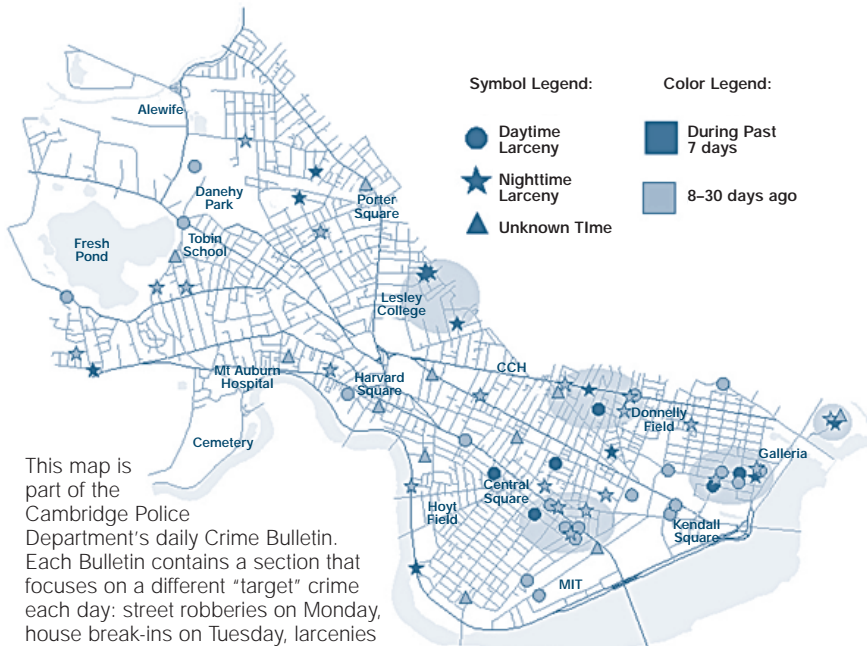 Symbol Legend:
Color Legend:
Daytime
Larceny
During Past
7 days
Nighttime
Larceny
8–30 days ago
Unknown TIme
Alewife
Danehy
Park
Porter
Square
Fresh
Pond
Tobin
School
Lesley
College
CCH
Mt Auburn
Hospital
Harvard
Square
Donnelly
Field
Cemetery
Galleria
Central
Square
Hoyt
Field
Kendall
Square
MIT
This map is
part of the
Cambridge Police
Department's daily Crime Bulletin.
Each Bulletin contains a section that
focuses on a different “target” crime
each day: street robberies on Monday,
house break-ins on Tuesday, larcenies